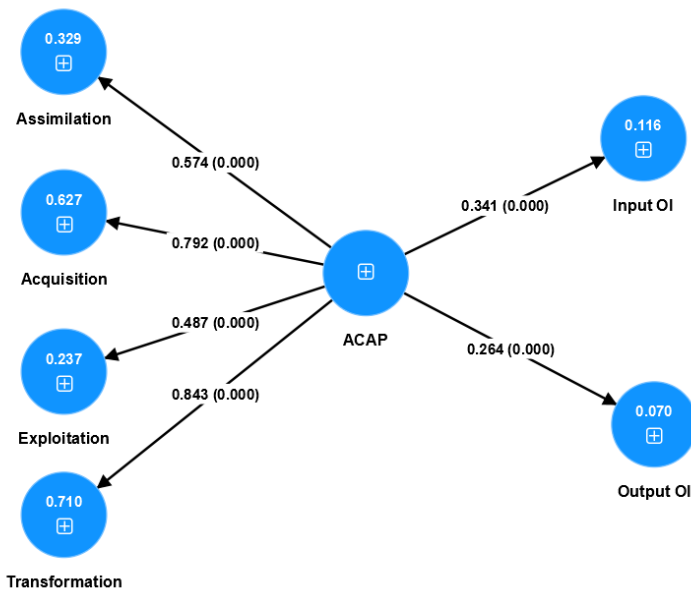 0.329
Assimilation
0.574 (0.000)
0.116
Input OI
0.341 (0.000)
0.627
Acquisition
0.792 (0.000)
ACAP
0.487 (0.000)
0.264 (0.000)
0.237
Exploitation
0.843 (0.000)
0.070
Output OI
0.710
Transformation